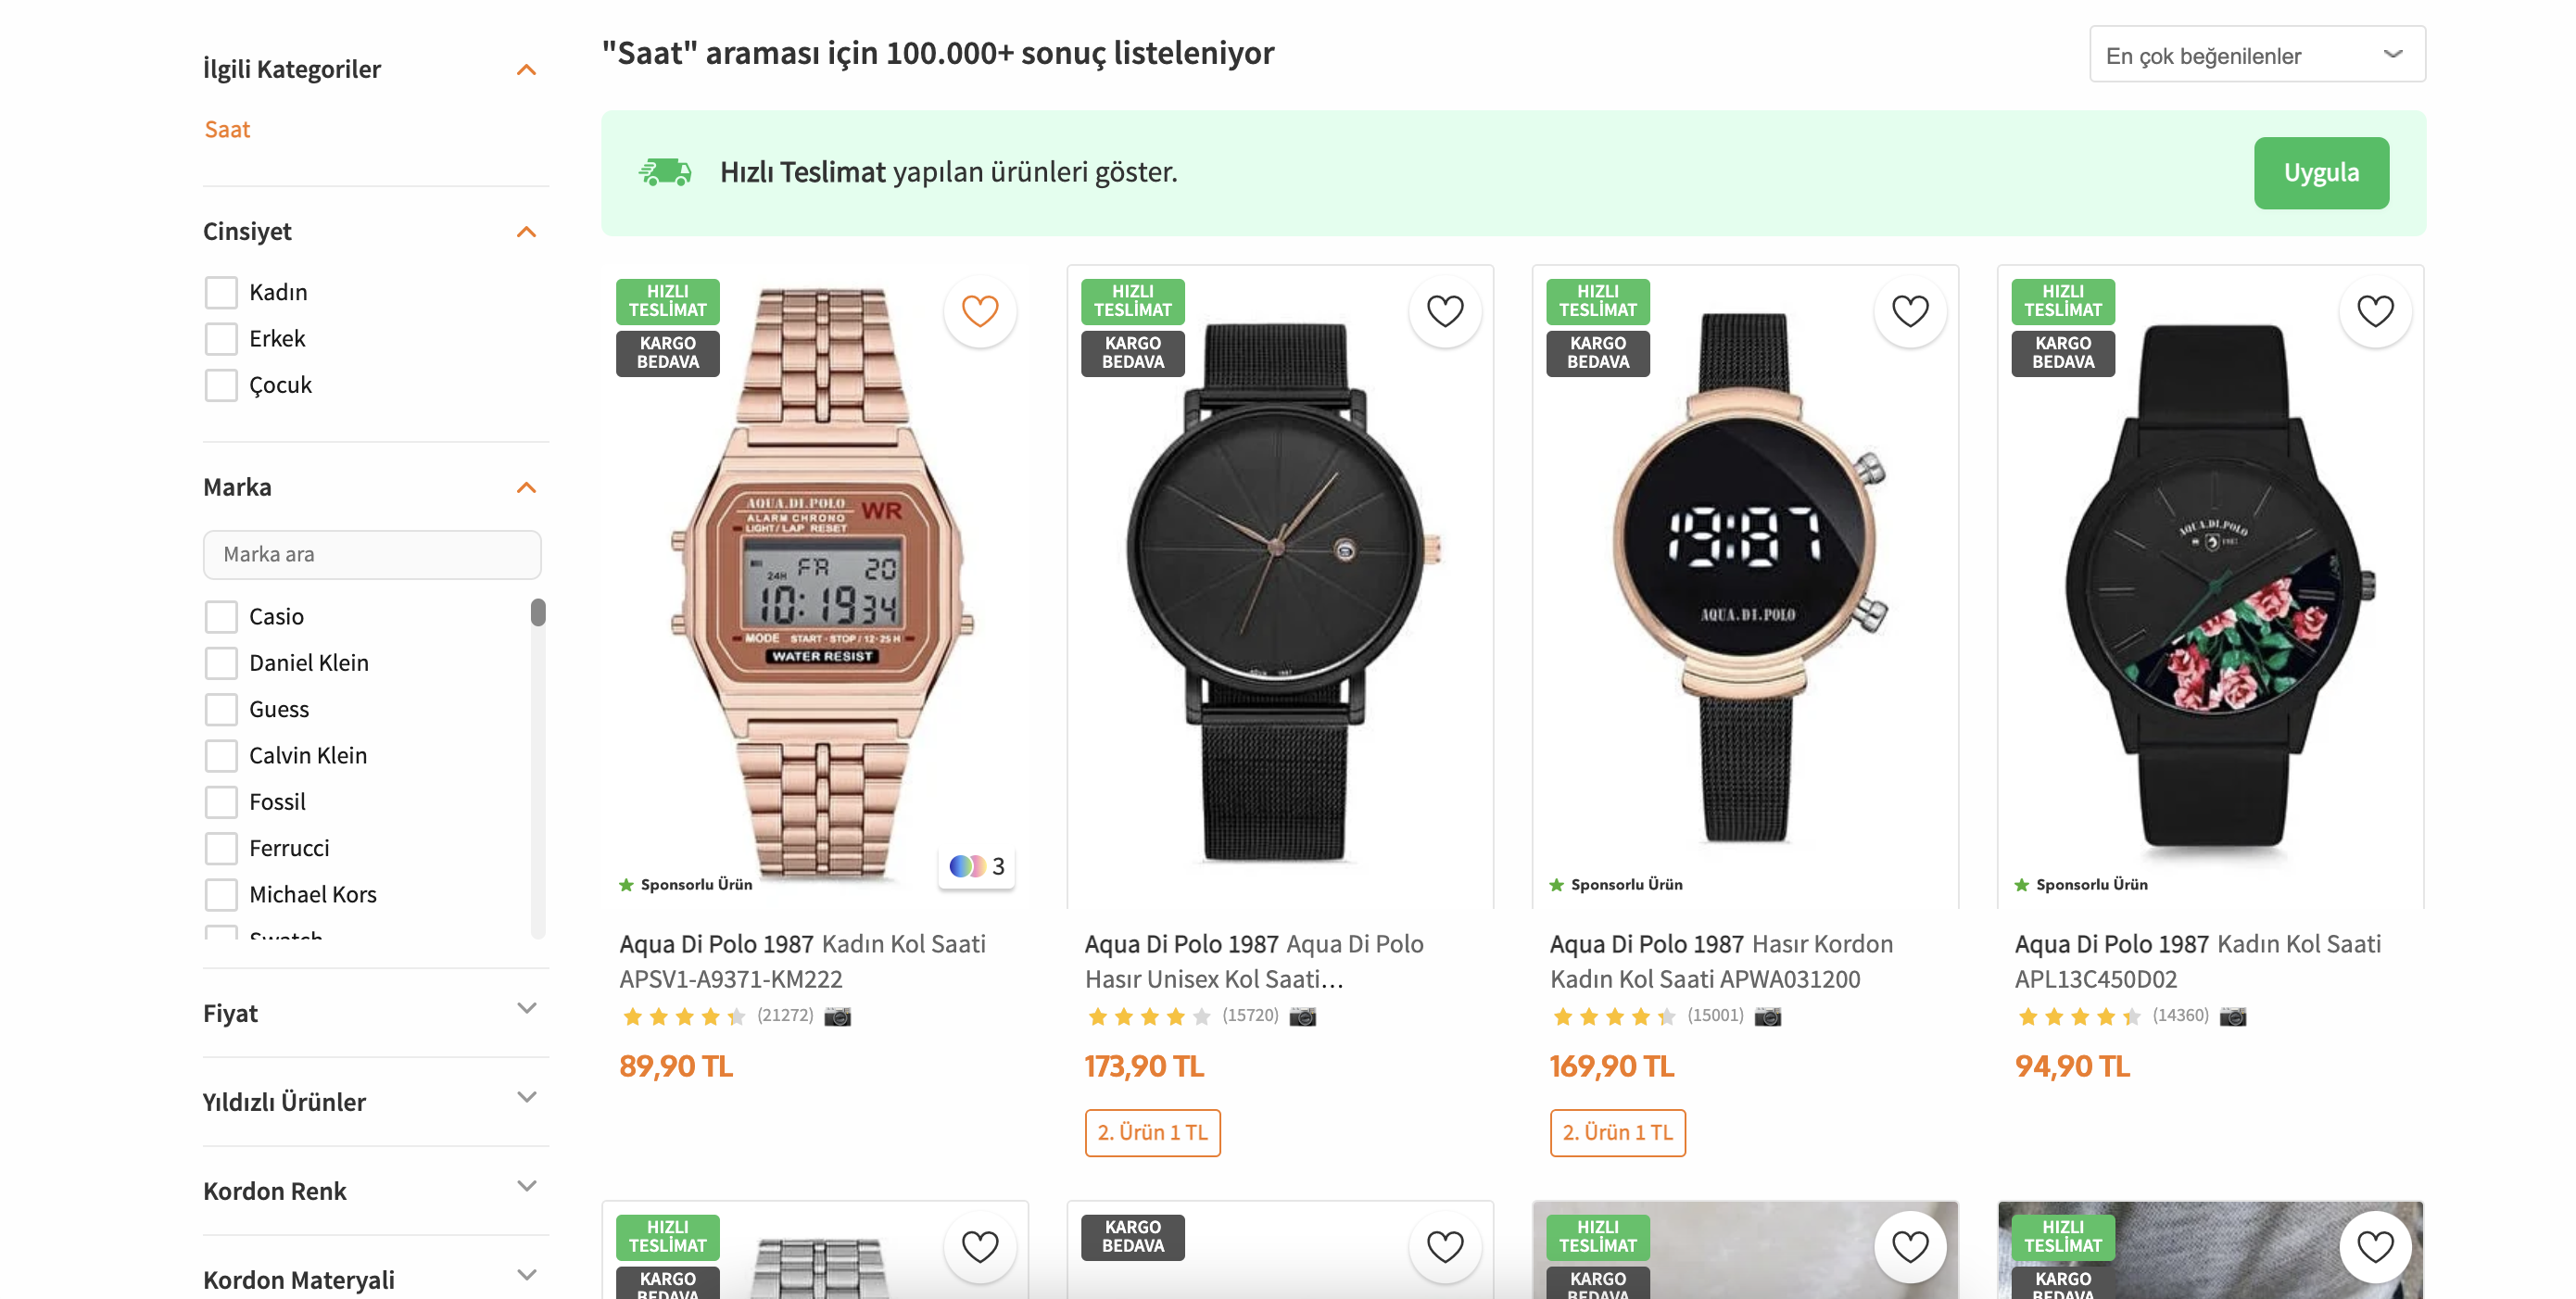 İlgili Kategoriler
Saat
Cinsiyet
Kadın
Erkek
Çocuk
Marka
Marka ara
Casio
Daniel Klein
Guess
Calvin Klein
Fossil
Ferrucci
Michael Kors
Swatch
Fiyat
Yıldızlı Ürünler
Kordon Renk
Kordon Materyali
"Saat" araması için 100.000+ sonuç listeleniyor
En çok beğenilenler
Hızlı Teslimat yapılan ürünleri göster.
Uygula
HIZLI
TESLİMAT
KARGO
BEDAVA
AQUA.DI.POLO
ALARM CHRONO
WR
LIGHT/LAP RESET
24H FR 20
10:19 34
MODE START-STOP/12-25 H
WATER RESIST
3
Sponsorlu Ürün
Aqua Di Polo 1987 Kadın Kol Saati
APSV1-A9371-KM222
(21272)
89,90 TL
HIZLI
TESLİMAT
KARGO
BEDAVA
Aqua Di Polo 1987 Aqua Di Polo
Hasır Unisex Kol Saati...
(15720)
173,90 TL
2. Ürün 1 TL
HIZLI
TESLİMAT
KARGO
BEDAVA
19:87
AQUA.DI.POLO
Sponsorlu Ürün
Aqua Di Polo 1987 Hasır Kordon
Kadın Kol Saati APWA031200
(15001)
169,90 TL
2. Ürün 1 TL
HIZLI
TESLİMAT
KARGO
BEDAVA
AQUA.DI.POLO
Sponsorlu Ürün
Aqua Di Polo 1987 Kadın Kol Saati
APL13C450D02
(14360)
94,90 TL
HIZLI
TESLİMAT
KARGO
BEDAVA
KARGO
BEDAVA
HIZLI
TESLİMAT
KARGO
BEDAVA
HIZLI
TESLİMAT
KARGO
BEDAVA